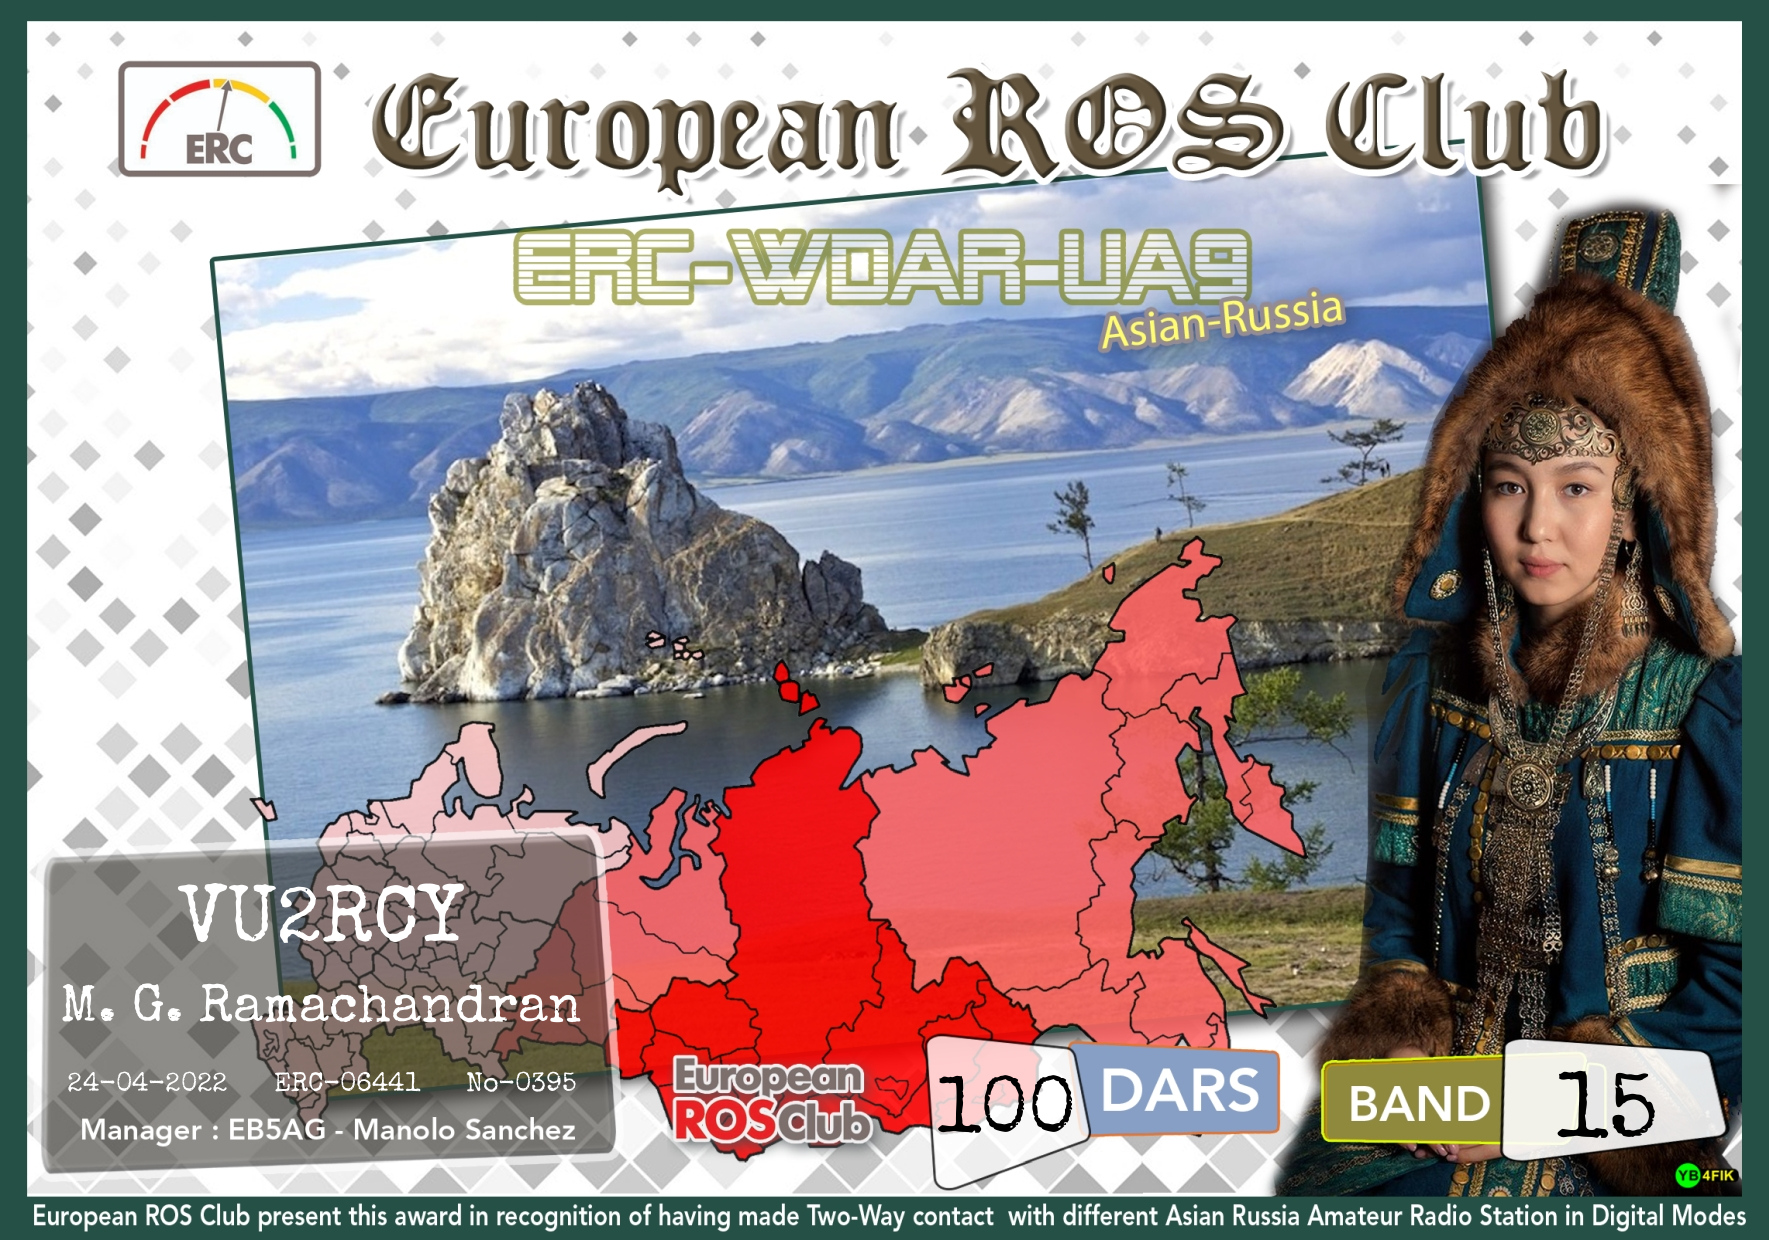 ERC
European ROS Club
ERC-WDAR-UA9
Asian-Russia
VU2RCY
M. G. Ramachandran
24-04-2022 ERC-06441 No-0395
Manager : EB5AG - Manolo Sanchez
European
ROSClub
100 DARS
BAND 15
YB4FIK
European ROS Club present this award in recognition of having made Two-Way contact with different Asian Russia Amateur Radio Station in Digital Modes